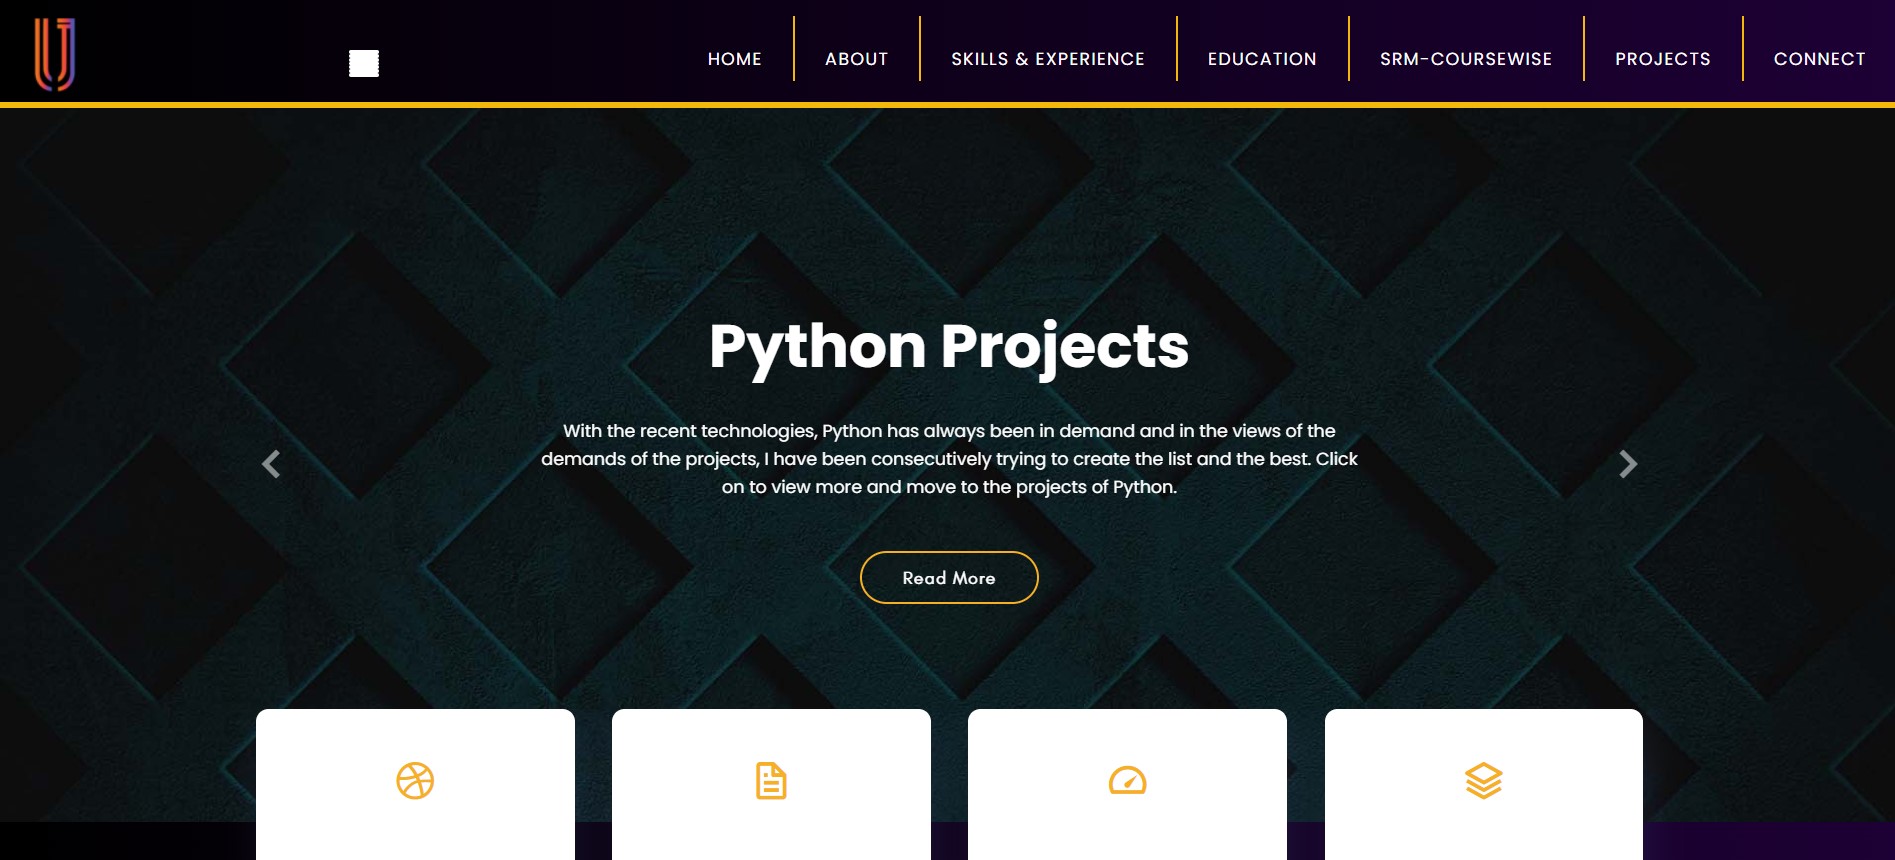 HOME ABOUT SKILLS & EXPERIENCE EDUCATION SRM-COURSEWISE PROJECTS CONNECT
Python Projects
With the recent technologies, Python has always been in demand and in the views of the
demands of the projects, I have been consecutively trying to create the list and the best. Click
on to view more and move to the projects of Python.
Read More